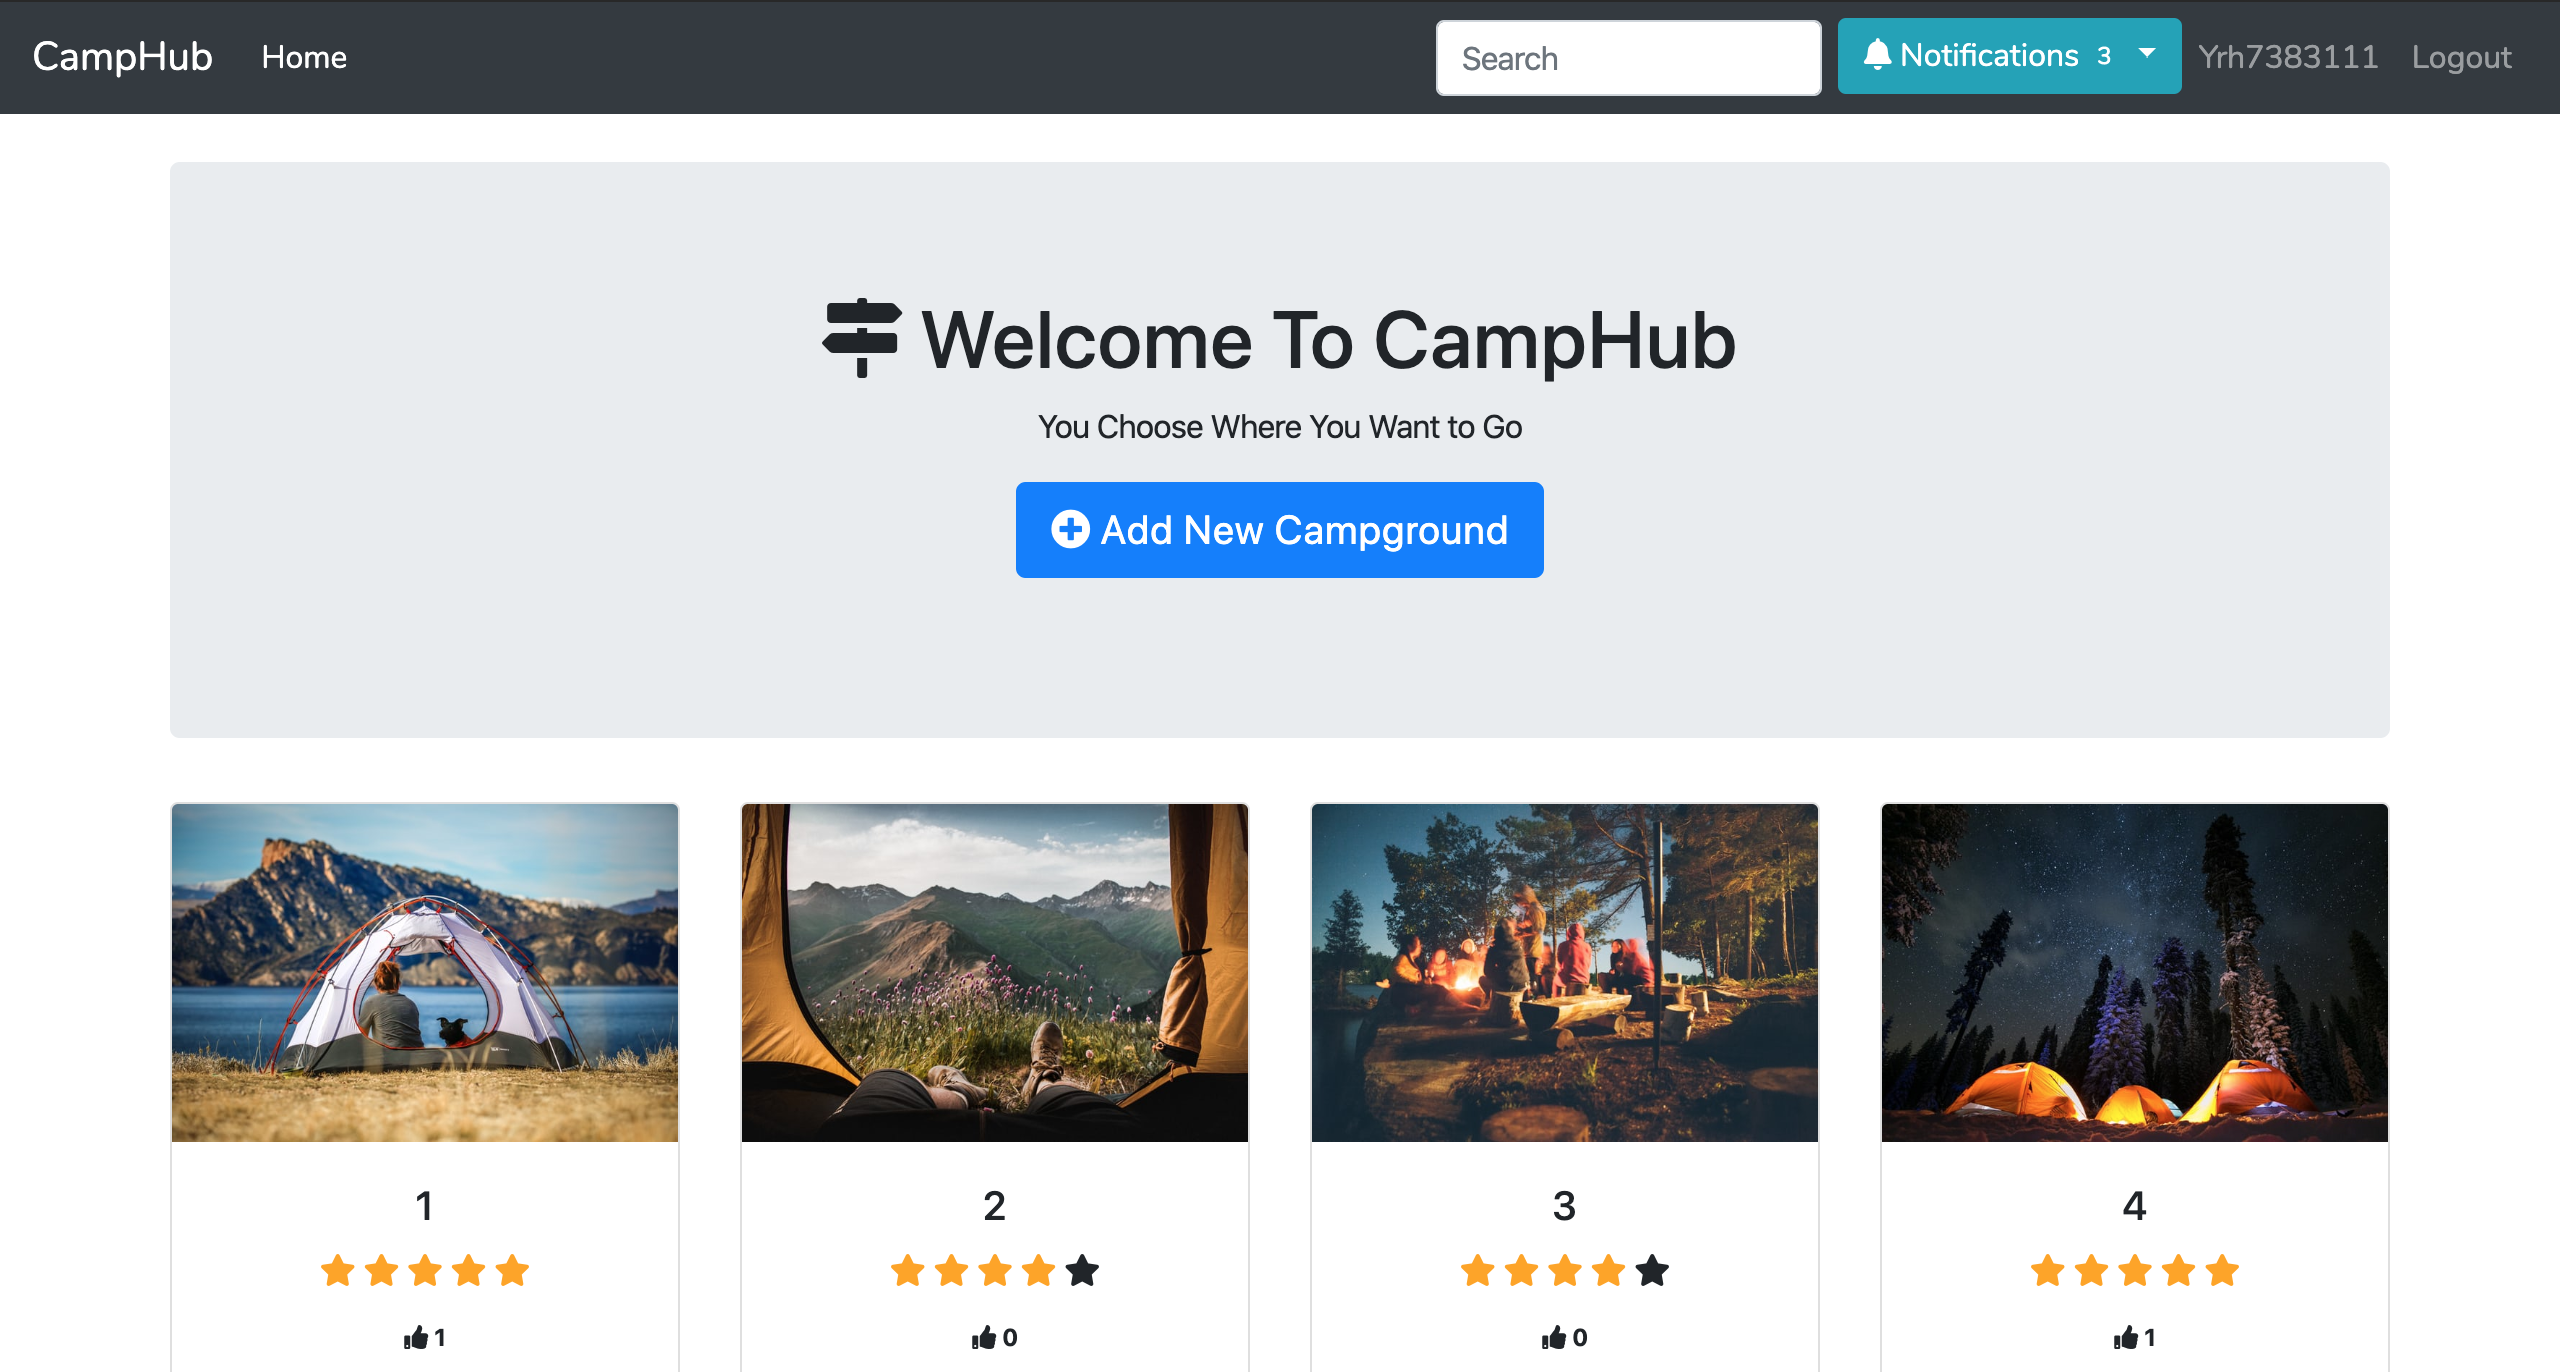 CampHub Home Search Notifications 3 Yrh7383111 Logout
Welcome To CampHub
You Choose Where You Want to Go
Add New Campground
1 2 3 4
1 0 0 1